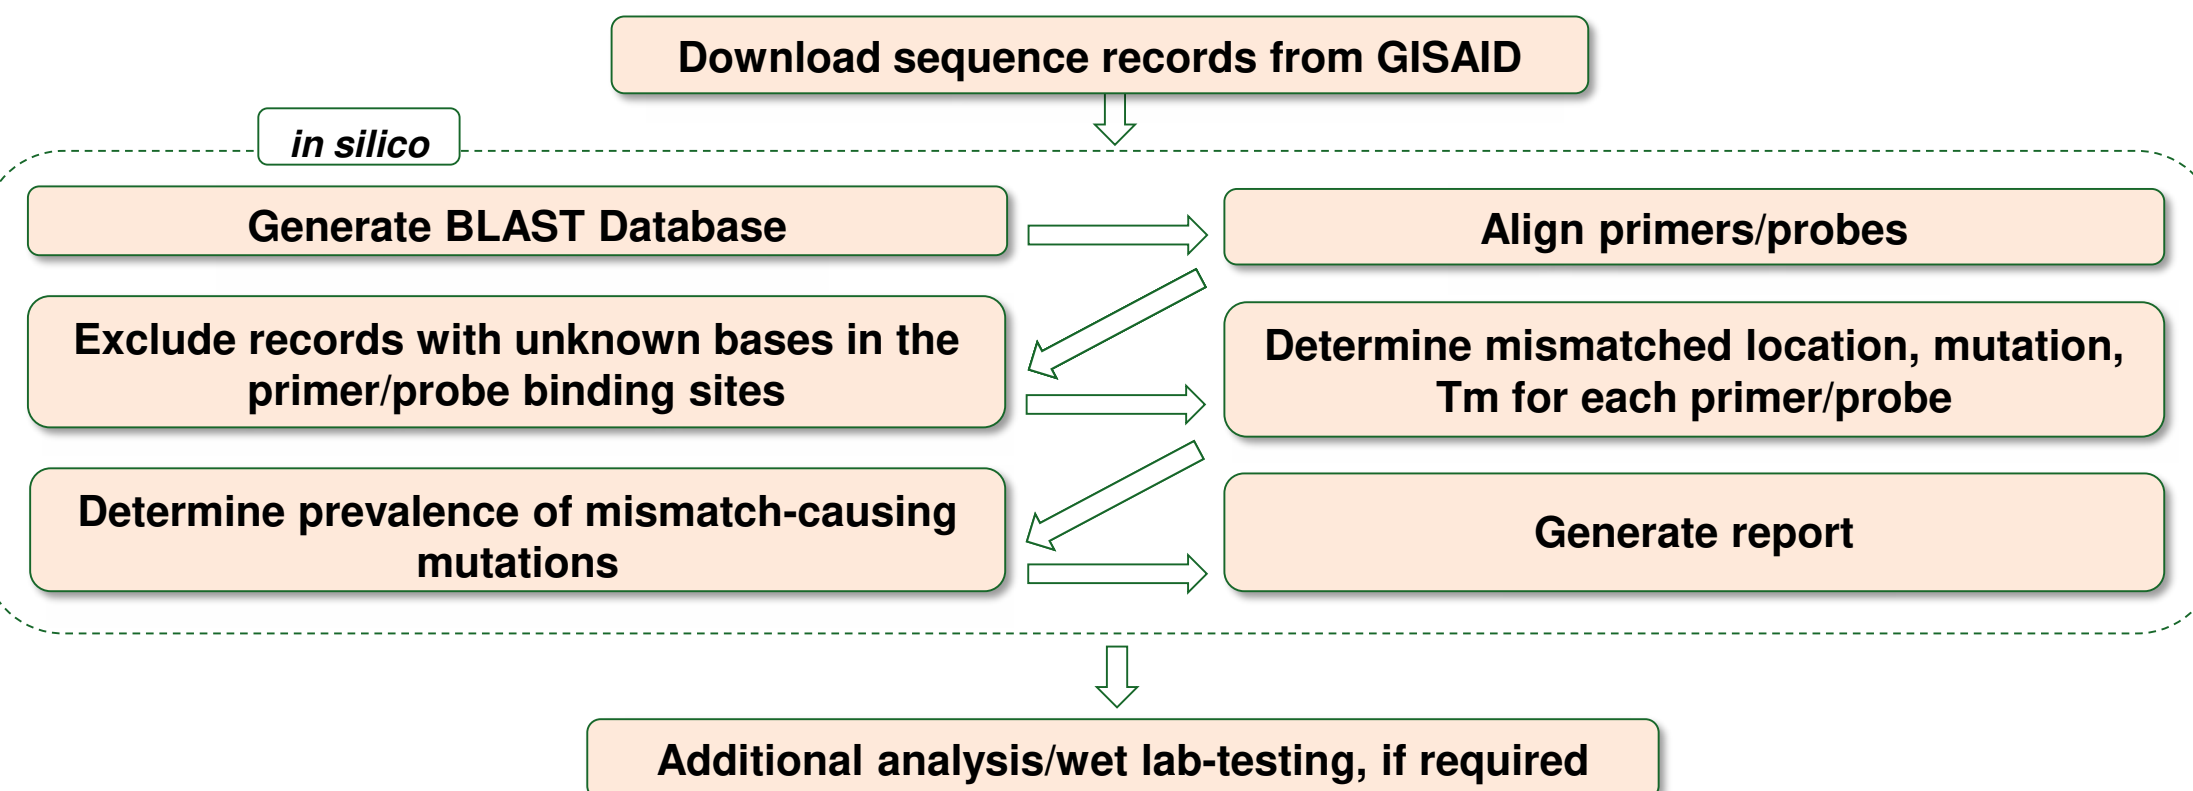 Download sequence records from GISAID
in silico
Generate BLAST Database
Align primers/probes
Exclude records with unknown bases in the
primer/probe binding sites
Determine mismatched location, mutation,
Tm for each primer/probe
Determine prevalence of mismatch-causing
mutations
Generate report
Additional analysis/wet lab-testing, if required